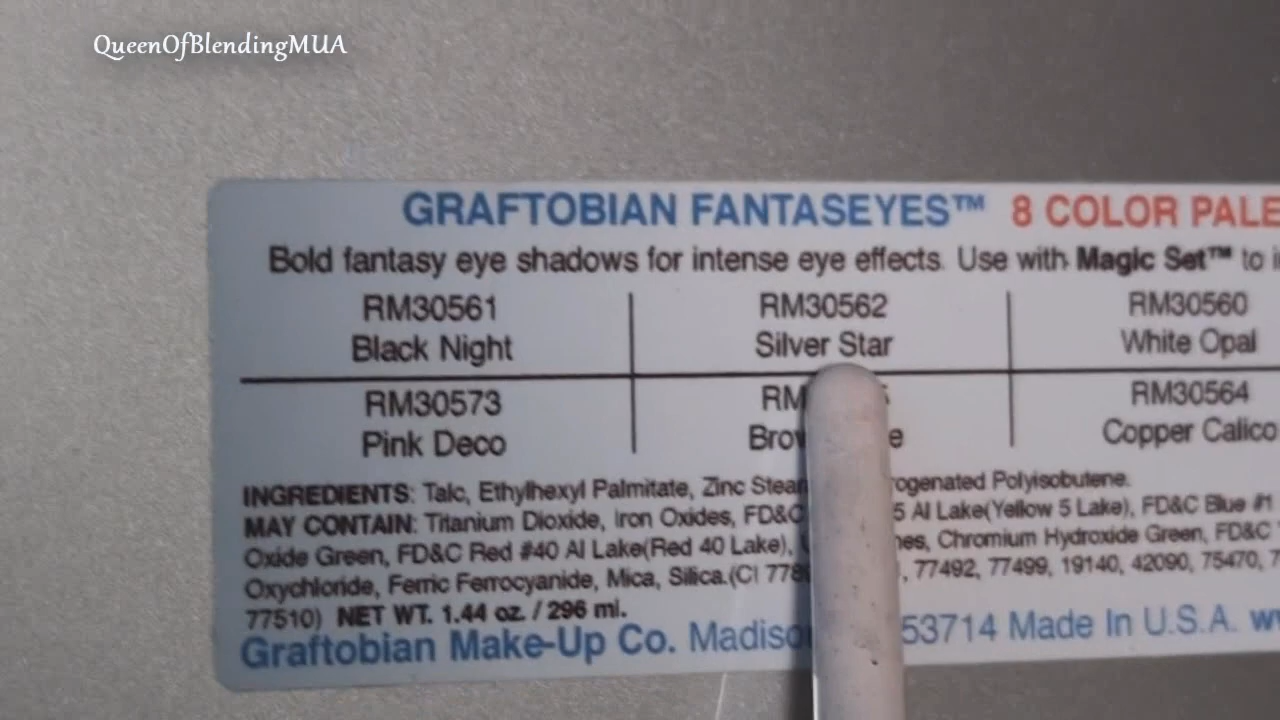 QueenOfBlendingMUA
GRAFTOBIAN FANTASEYES™ 8 COLOR PALE
Bold fantasy eye shadows for intense eye effects. Use with Magic Set™ to
RM30561 RM30562 RM30560
Black Night Silver Star White Opal
RM30573 RM RM30564
Pink Deco Brow e Copper Calico
INGREDIENTS: Talc, Ethylhexyl Palmitate, Zinc Stear rogenated Polyisobutene.
MAY CONTAIN: Titanium Dioxide, Iron Oxides, FD&C 5 Al Lake(Yellow 5 Lake), FD&C Blue #1
Oxide Green, FD&C Red #40 Al Lake(Red 40 Lake), nes, Chromium Hydroxide Green, FD&C
Oxychloride, Ferric Ferrocyanide, Mica, Silica.(CI 77 , 77492, 77499, 19140, 42090, 75470,
77510) NET WT. 1.44 oz. / 296 ml.
Graftobian Make-Up Co. Madiso 53714 Made In U.S.A.